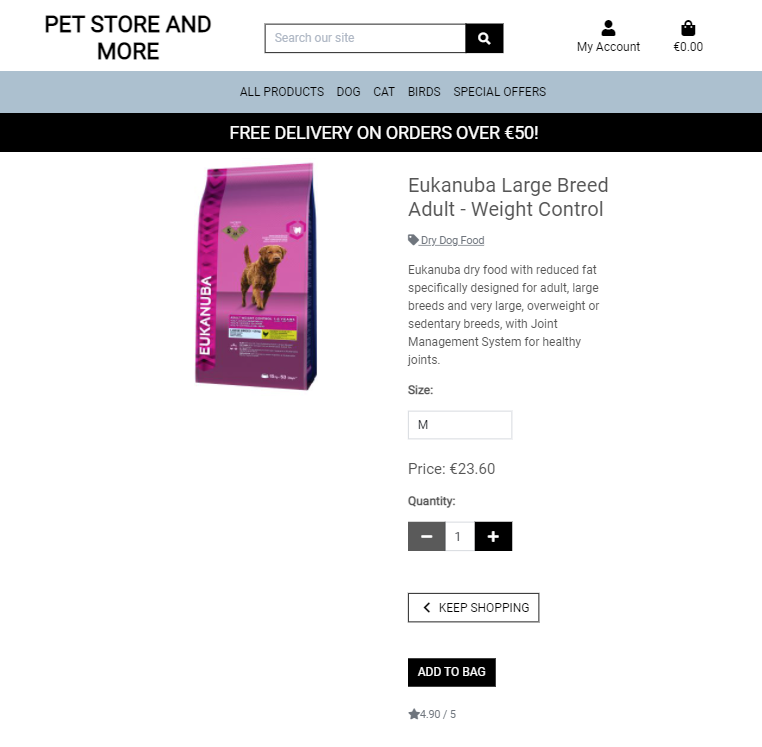 PET STORE AND
MORE
Search our site
My Account
€0.00
ALL PRODUCTS DOG CAT BIRDS SPECIAL OFFERS
FREE DELIVERY ON ORDERS OVER €50!
EUKANUBA
Eukanuba Large Breed
Adult - Weight Control
Dry Dog Food
Eukanuba dry food with reduced fat
specifically designed for adult, large
breeds and very large, overweight or
sedentary breeds, with Joint
Management System for healthy
joints.
Size:
M
Price: €23.60
Quantity:
1
KEEP SHOPPING
ADD TO BAG
4.90 / 5